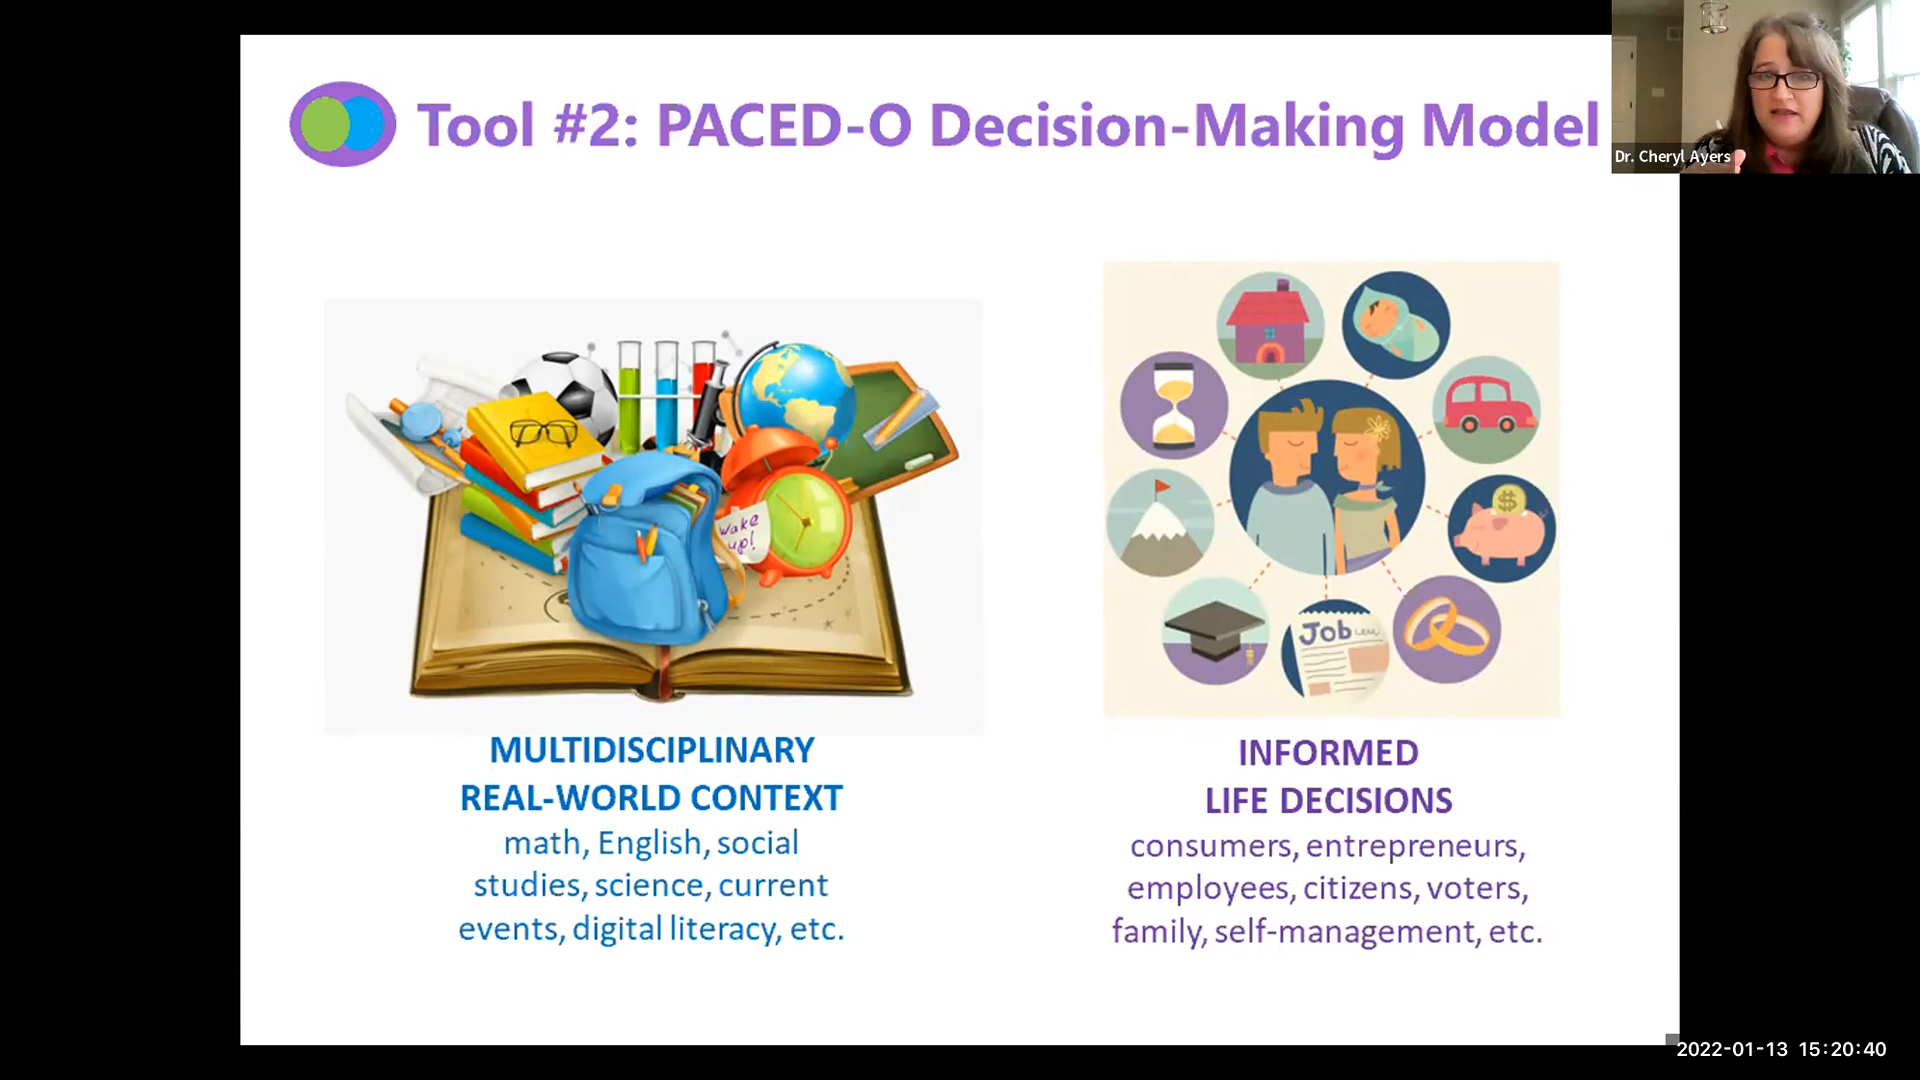 Tool #2: PACED-O Decision-Making Model
Dr. Cheryl Ayers
Wake
up!
$
Job
MULTIDISCIPLINARY
REAL-WORLD CONTEXT
math, English, social
studies, science, current
events, digital literacy, etc.
INFORMED
LIFE DECISIONS
consumers, entrepreneurs,
employees, citizens, voters,
family, self-management, etc.
2022-01-13 15:20:40